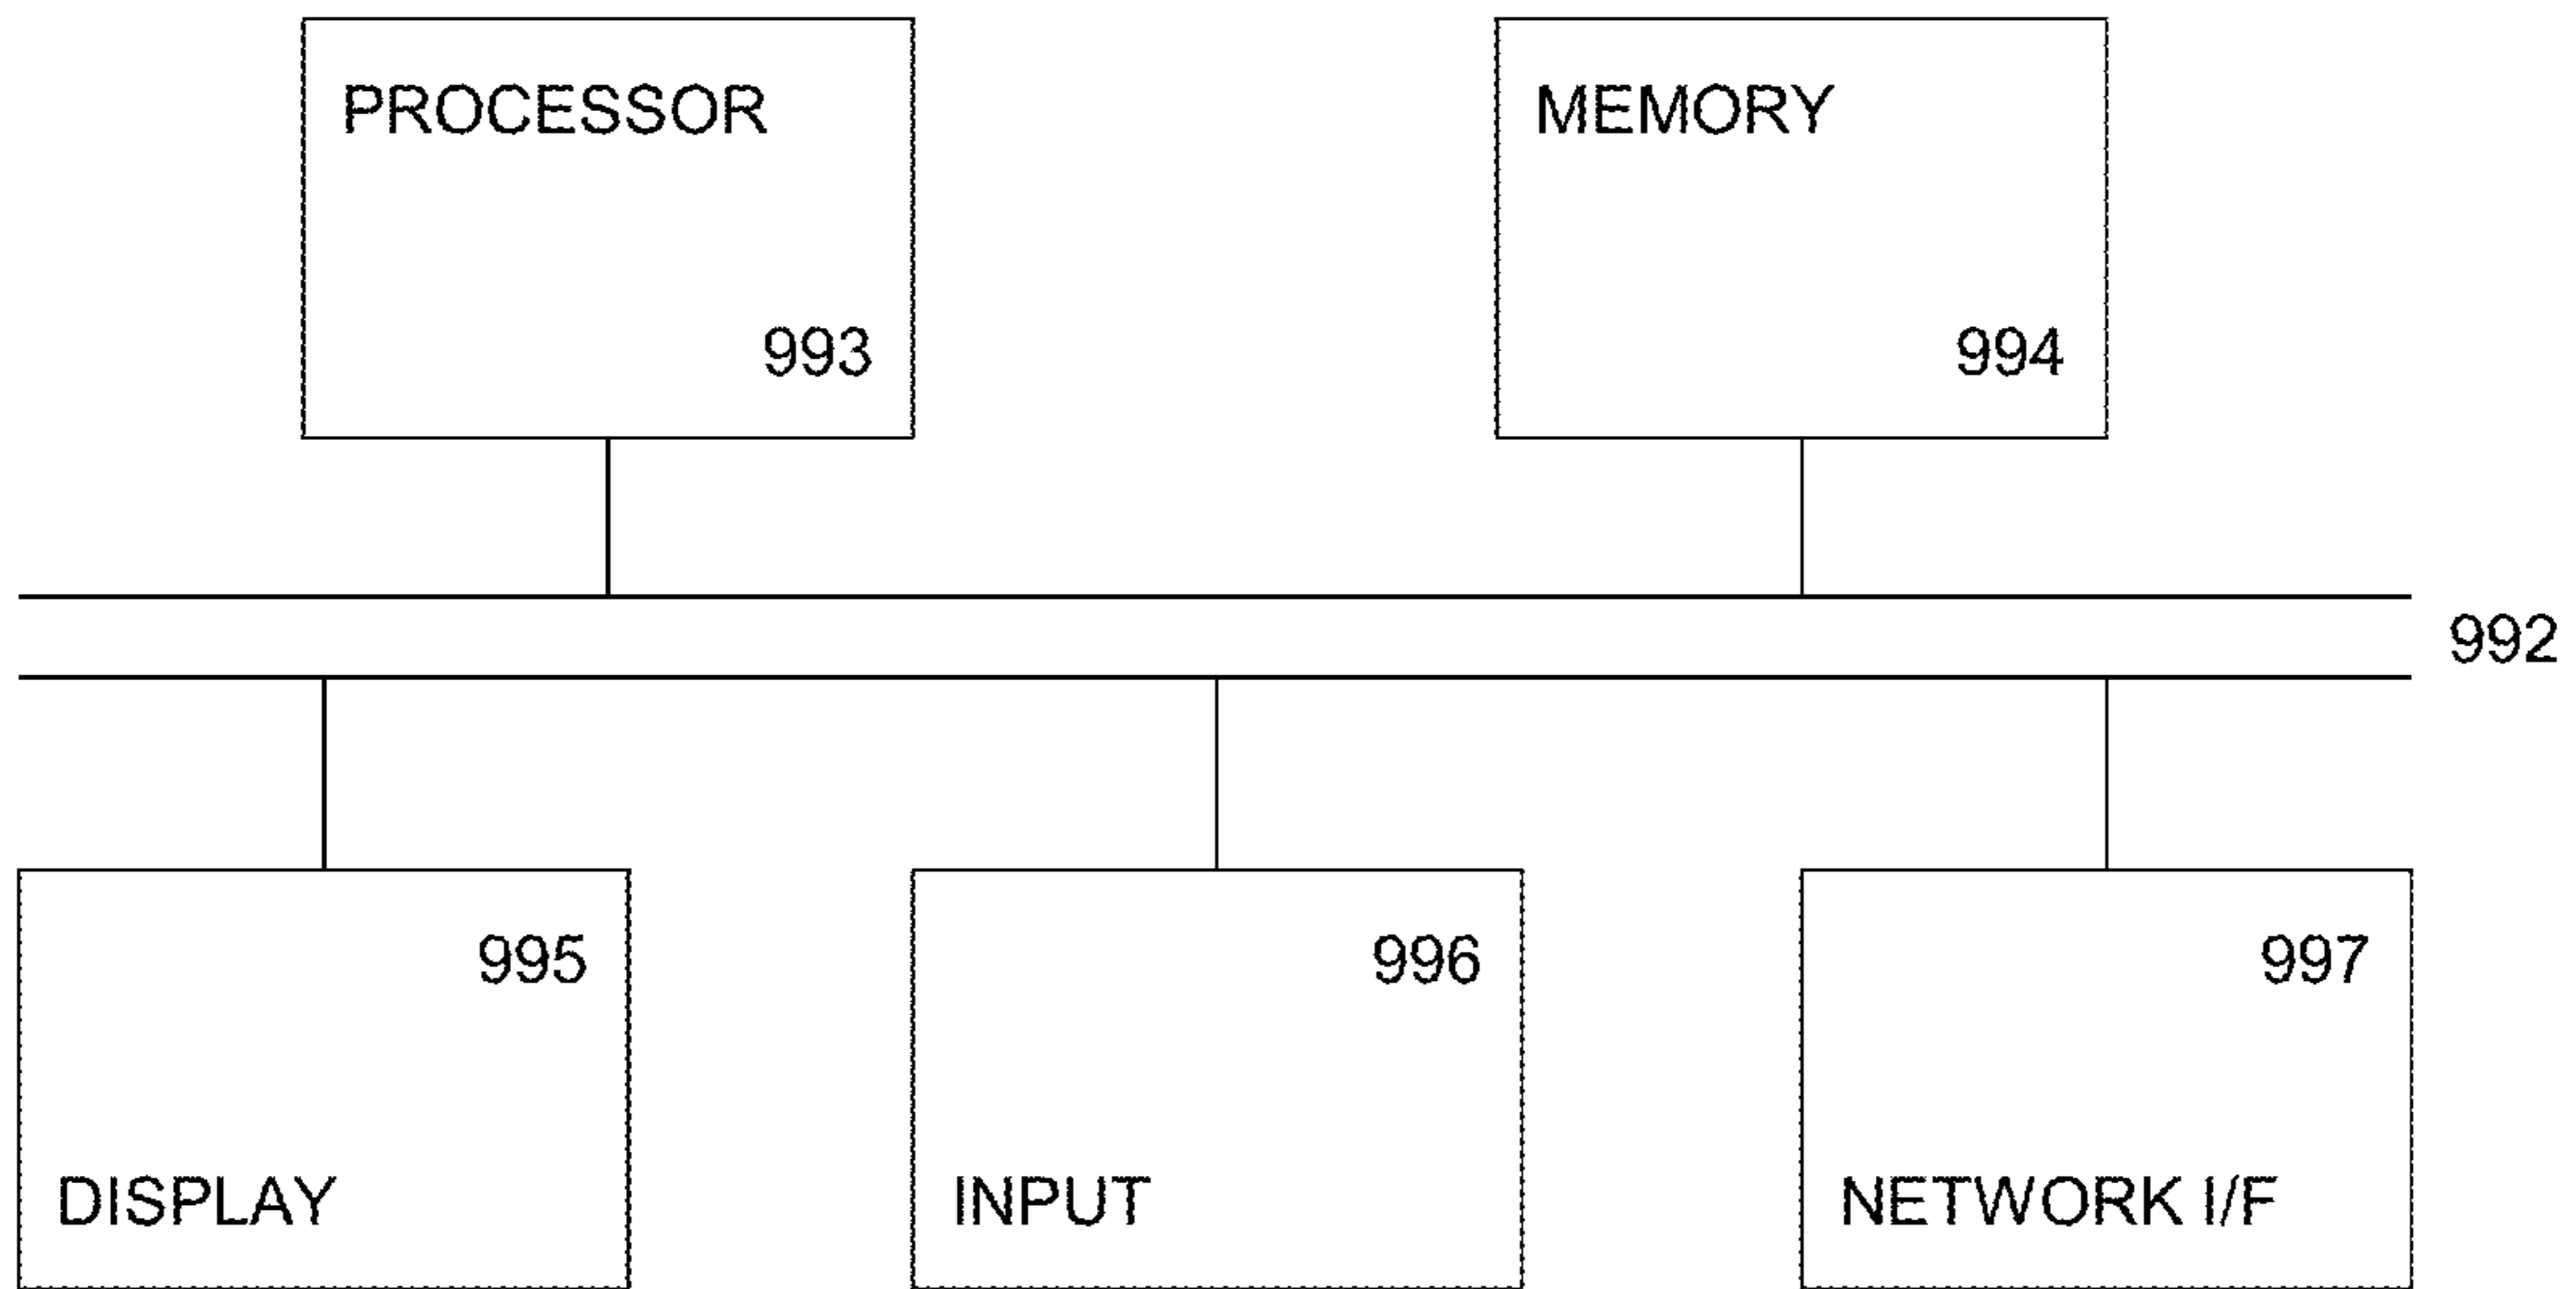 PROCESSOR
993
MEMORY
994
992
995
DISPLAY
996
INPUT
997
NETWORK I/F